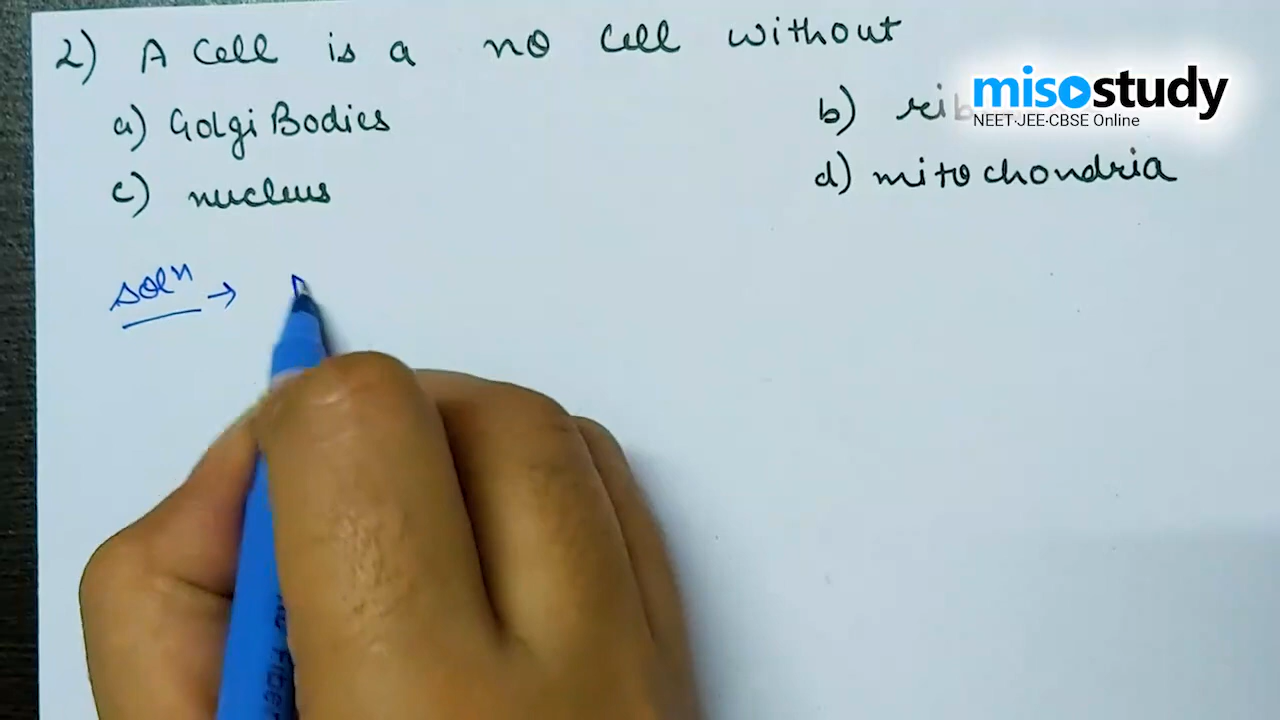 2) A Cell is a no Cell without
a) Golgi Bodies
b)
c) nucleus
d) mitochondria
soln →
misostudy
NEET·JEE·CBSE Online